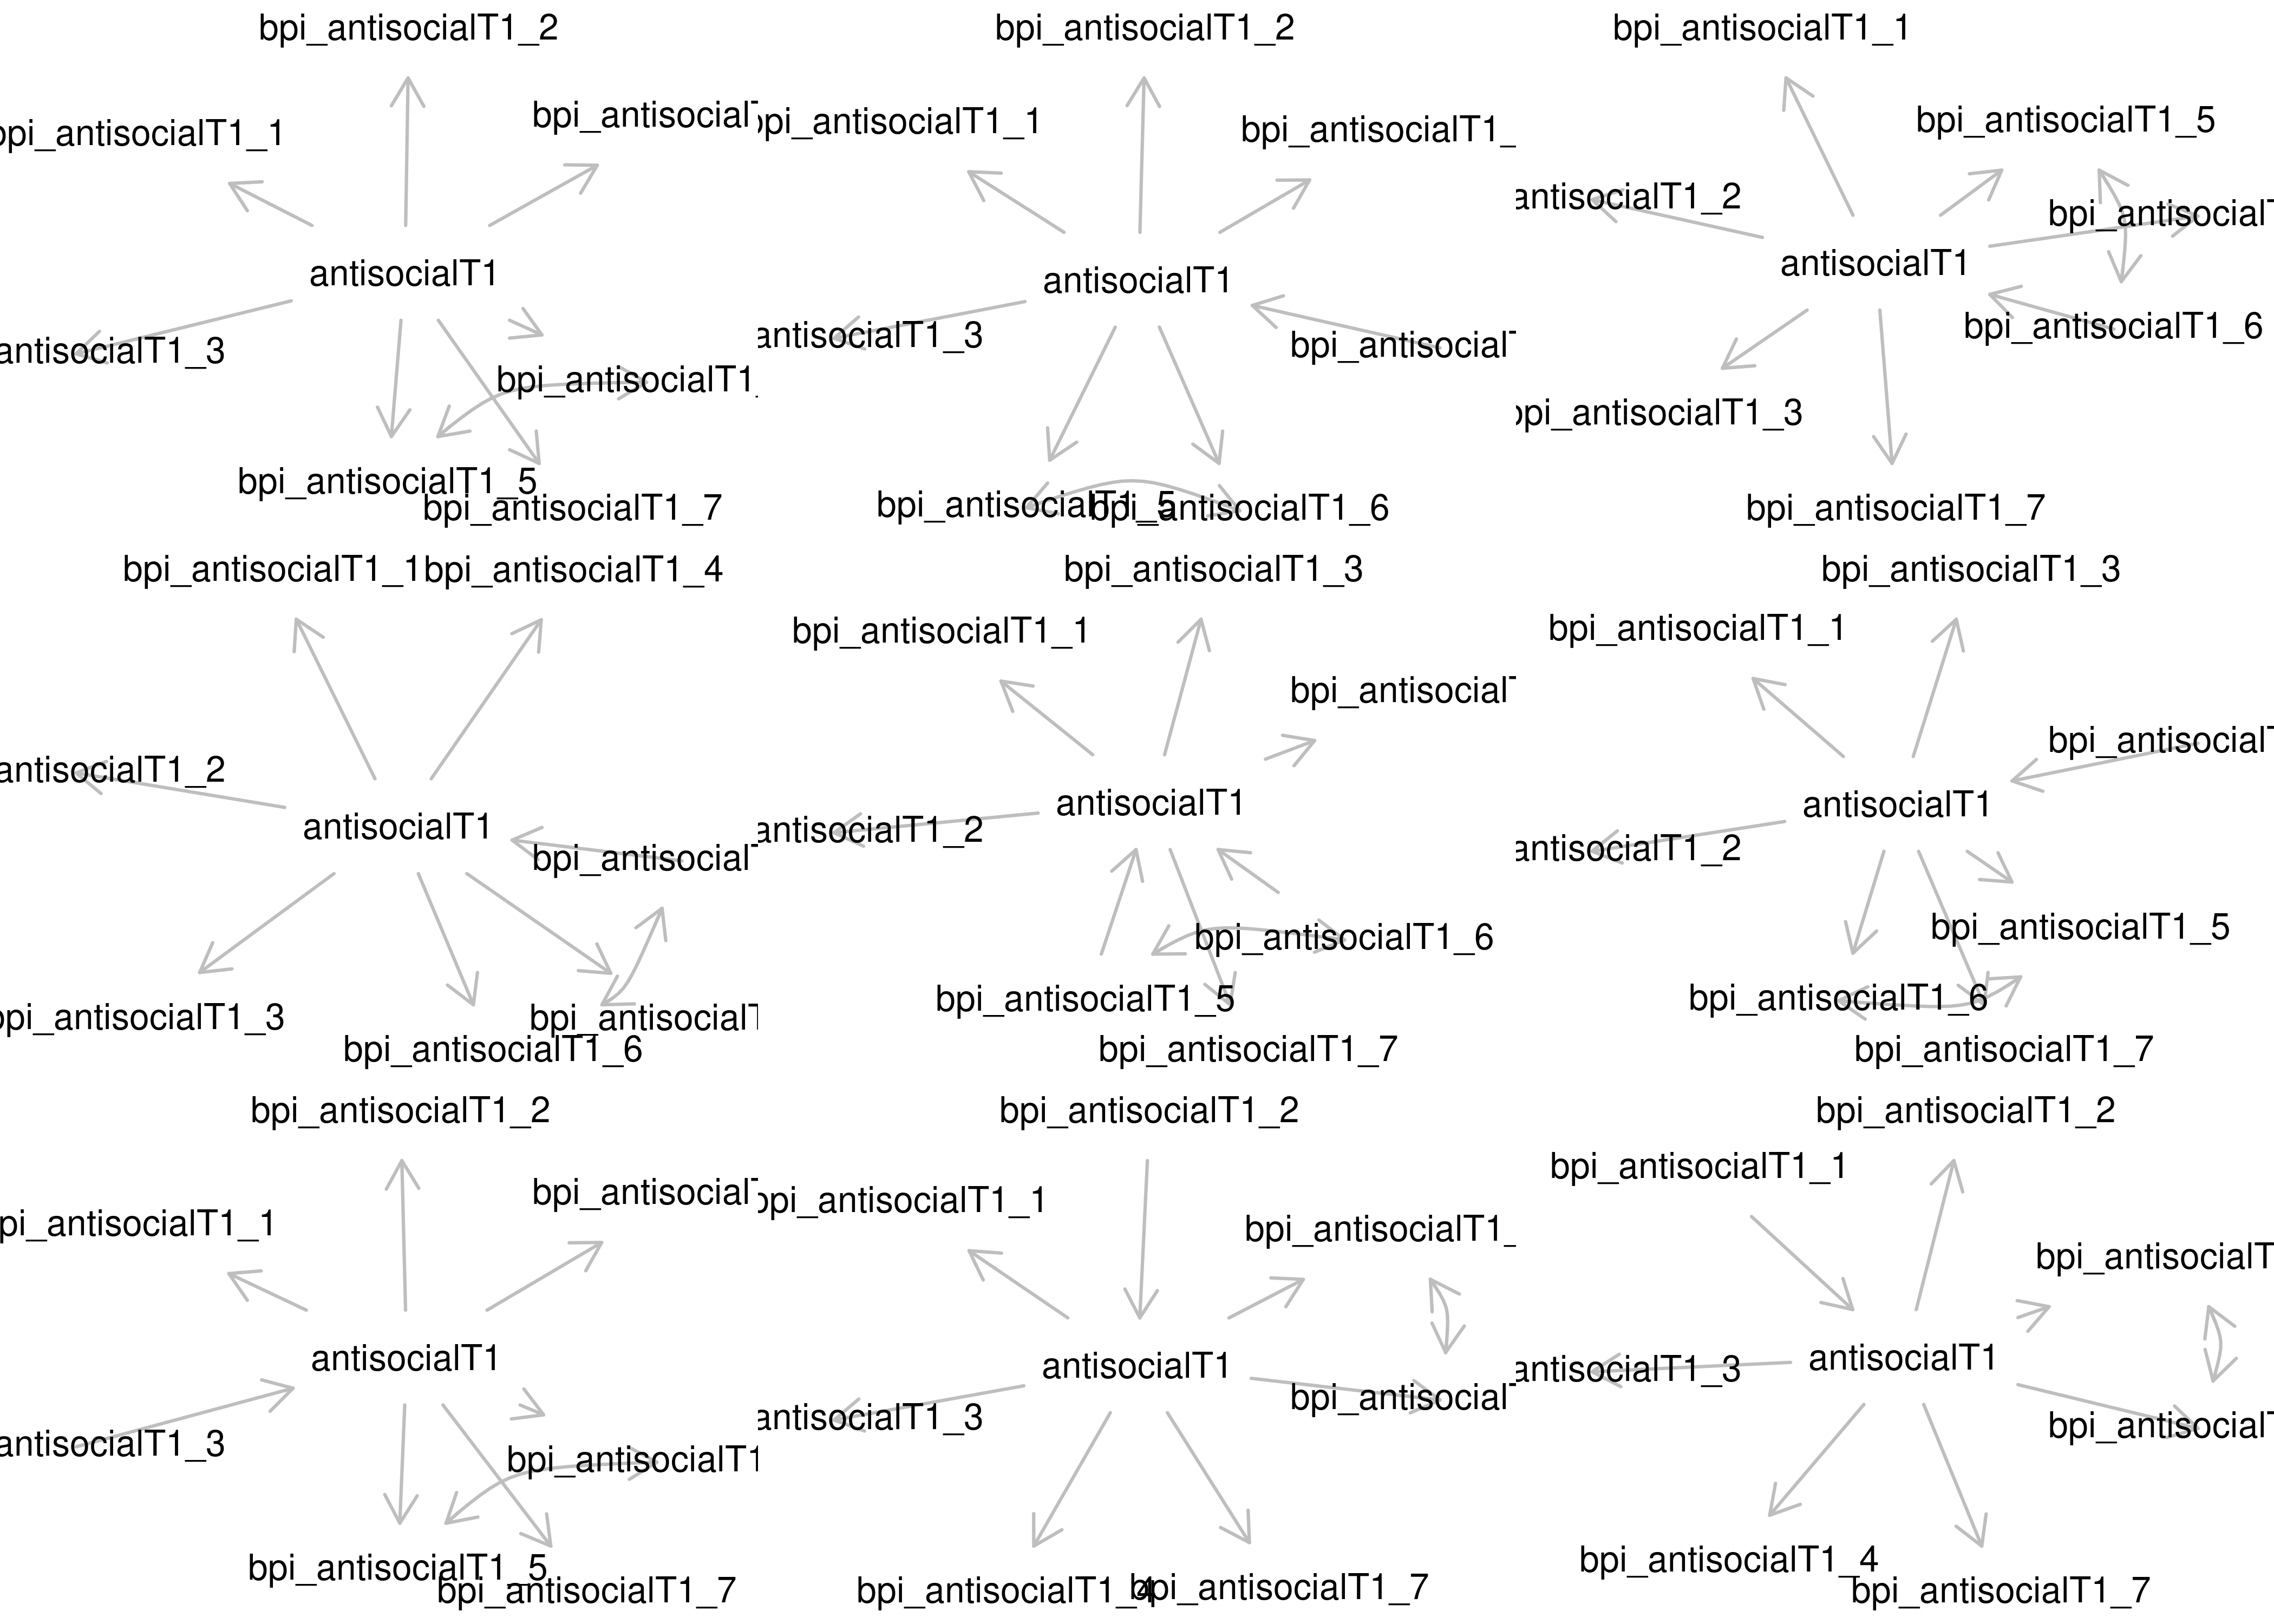 bpi_antisocialT1_2
bpi_antisocialT1_1
bpi_antisocial
antisocialT1
antisocialT1_3
bpi_antisocialT1_
bpi_antisocialT1_5
bpi_antisocialT1_7
bpi_antisocialT1_2
bpi_antisocialT1_1
bpi_antisocialT1_
antisocialT1
antisocialT1_3
bpi_antisocial
bpi_antisocialT1_5
bpi_antisocialT1_6
bpi_antisocialT1_1
bpi_antisocialT1_5
antisocialT1_2
bpi_antisocial
antisocialT1
bpi_antisocialT1_6
bpi_antisocialT1_3
bpi_antisocialT1_7
bpi_antisocialT1_1
bpi_antisocialT1_4
antisocialT1_2
antisocialT1
bpi_antisocial
bpi_antisocialT1_3
bpi_antisocial
bpi_antisocialT1_6
bpi_antisocialT1_3
bpi_antisocialT1_1
bpi_antisocial
antisocialT1
antisocialT1_2
bpi_antisocialT1_6
bpi_antisocialT1_5
bpi_antisocialT1_7
bpi_antisocialT1_3
bpi_antisocialT1_1
bpi_antisocial
antisocialT1
antisocialT1_2
bpi_antisocialT1_5
bpi_antisocialT1_6
bpi_antisocialT1_7
bpi_antisocialT1_2
bpi_antisocial
pi_antisocialT1_1
antisocialT1
antisocialT1_3
bpi_antisocialT1
bpi_antisocialT1_5
bpi_antisocialT1_7
bpi_antisocialT1_2
bpi_antisocialT1_1
bpi_antisocialT1_
antisocialT1
bpi_antisocial
antisocialT1_3
bpi_antisocialT1_4
bpi_antisocialT1_7
bpi_antisocialT1_2
bpi_antisocialT1_1
bpi_antisocialT
antisocialT1
antisocialT1_3
bpi_antisocial
bpi_antisocialT1_4
bpi_antisocialT1_7